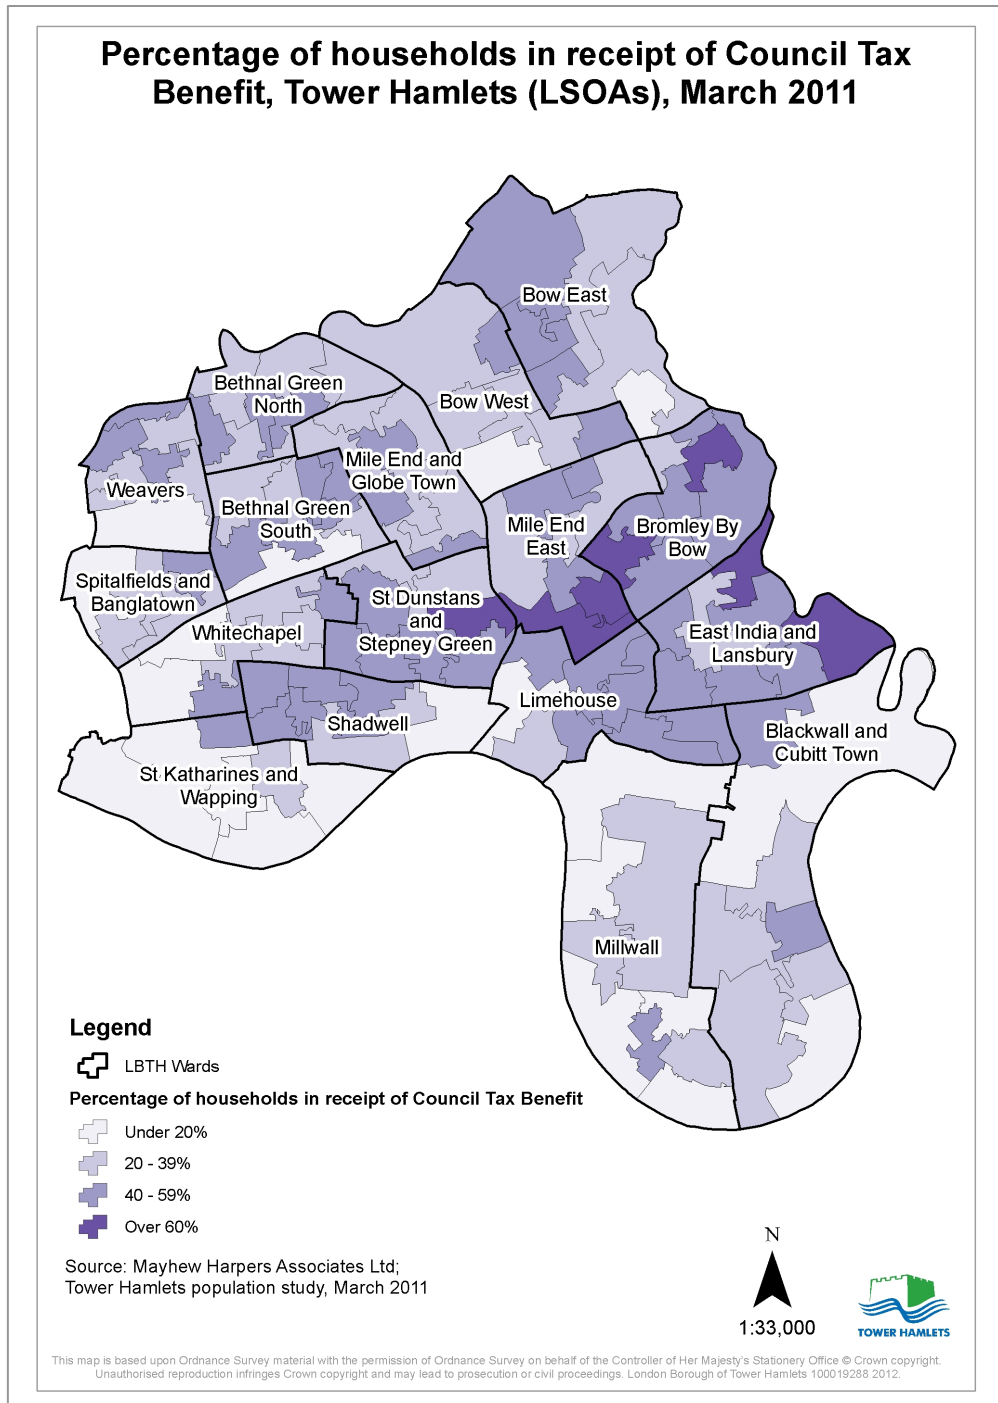 Percentage of households in receipt of Council Tax
Benefit, Tower Hamlets (LSOAs), March 2011
Bow East
Bethnal Green
North
Bow West
Mile End and
Globe Town
Weavers
Bethnal Green
South
Mile End
East
Bromley By
Bow
Spitalfields and
Banglatown
St Dunstans
and
Stepney Green
Whitechapel
East India and
Lansbury
Limehouse
Shadwell
Blackwall and
Cubitt Town
St Katharines and
Wapping
Millwall
Legend
LBTH Wards
Percentage of households in receipt of Council Tax Benefit
Under 20%
20 - 39%
40 - 59%
Over 60%
Source: Mayhew Harpers Associates Ltd;
Tower Hamlets population study, March 2011
N
1:33,000
TOWER HAMLETS
This map is based upon Ordnance Survey material with the permission of Ordnance Survey on behalf of the Controller of Her Majesty's Stationery Office © Crown copyright.
Unauthorised reproduction infringes Crown copyright and may lead to prosecution or civil proceedings. London Borough of Tower Hamlets 100019288 2012.